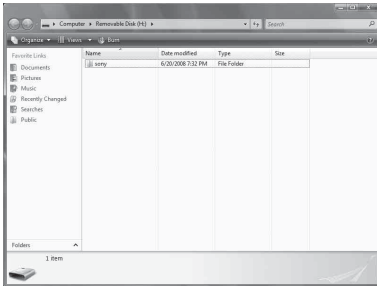 Computer ▸ Removable Disk (H:) ▸ Search
Organize Views Burn
Favorite Links
Documents
Pictures
Music
Recently Changed
Searches
Public
Folders
Name Date modified Type Size
sony 6/20/2008 7:32 PM File Folder
1 item